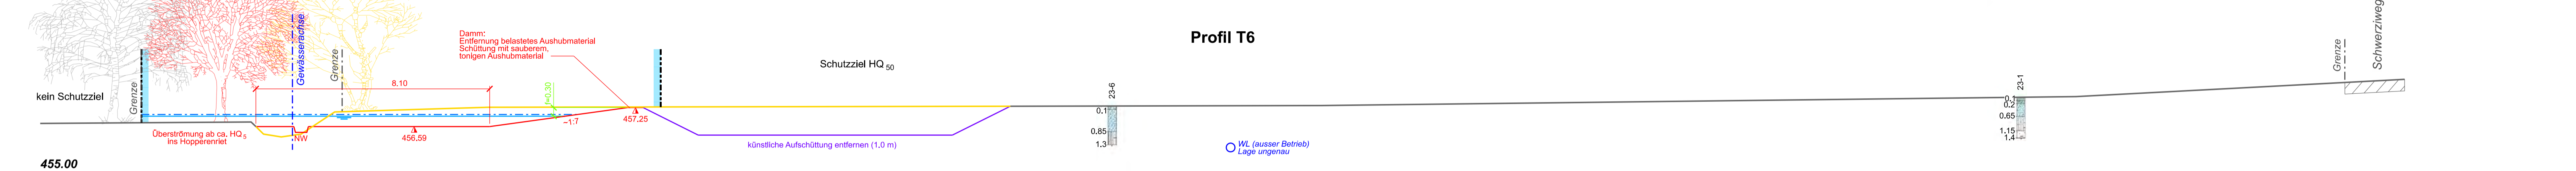 Profil T6
Gewässerachse
Grenze
Grenze
Damm:
Entfernung belastetes Aushubmaterial
Schüttung mit sauberem,
tonigen Aushubmaterial
Schutzziel HQ 50
kein Schutzziel
8.10
f=0.30
~1:7
457.25
456.59
NW
Überströmung ab ca. HQ 5
ins Hopperenriet
künstliche Aufschüttung entfernen (1.0 m)
23-6
0.1
0.85
1.3
WL (ausser Betrieb)
Lage ungenau
23-1
0.1
0.2
0.65
1.15
1.4
Grenze
Schwerziweg
455.00